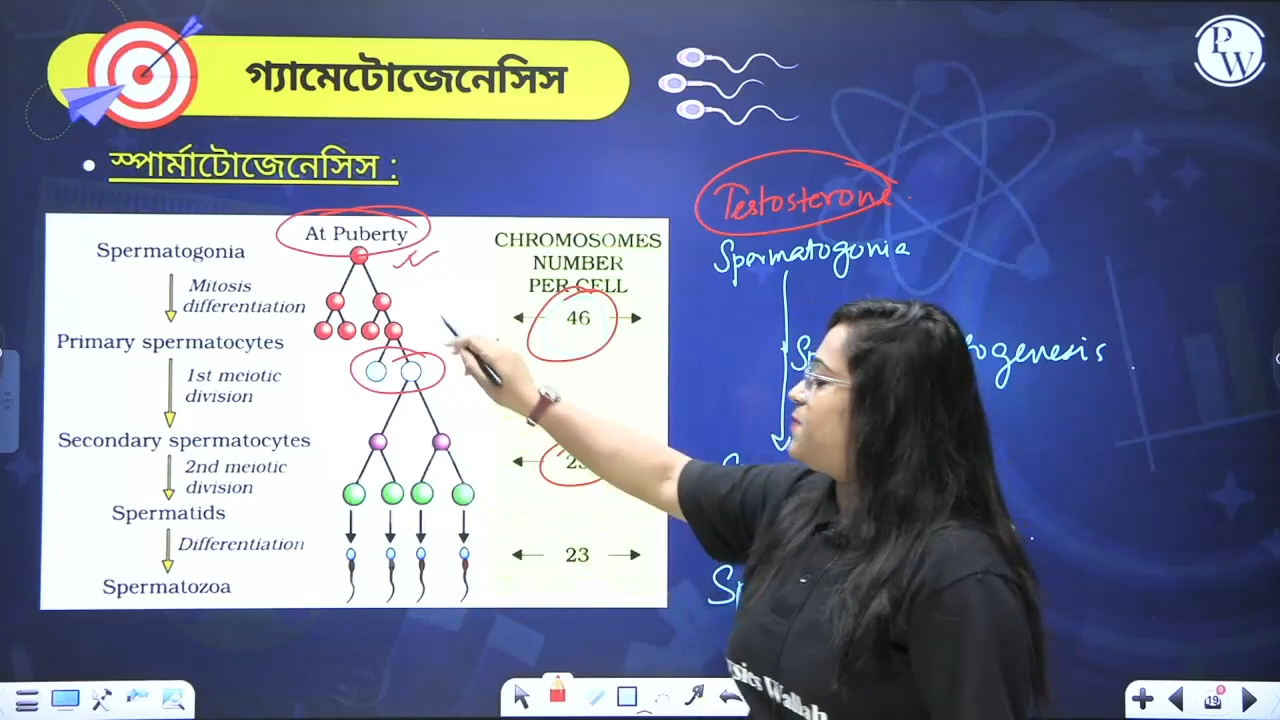 গ্যামেটোজেনেসিস
PW
• স্পার্মাটোজেনেসিস :
Testosterone
At Puberty
Spermatogonia
CHROMOSOMES
NUMBER
PER CELL
Spermatogonia
Mitosis
differentiation
46
Primary spermatocytes
1st meiotic
division
Secondary spermatocytes
2nd meiotic
division
Spermatids
Differentiation
23
Spermatozoa
19